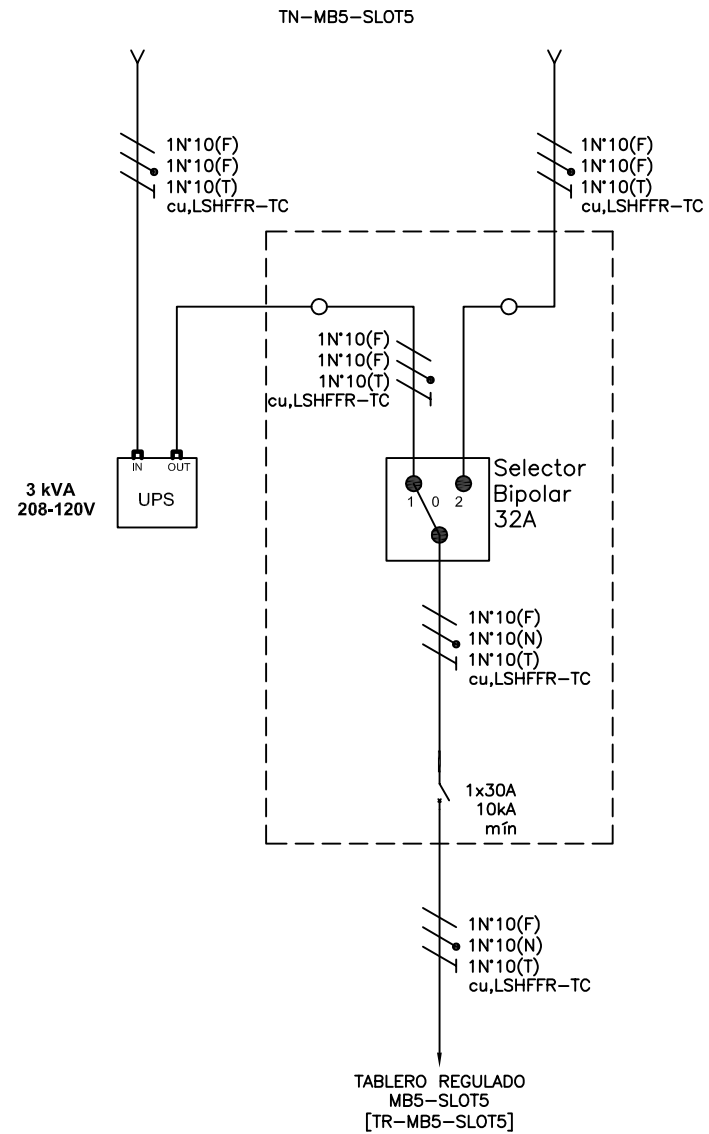 TN-MB5-SLOT5
1N°10(F)
1N°10(F)
1N°10(T)
cu,LSHFFR-TC
1N°10(F)
1N°10(F)
1N°10(T)
cu,LSHFFR-TC
1N°10(F)
1N°10(F)
1N°10(T)
cu,LSHFFR-TC
IN OUT
UPS
3 kVA
208-120V
1 0 2
Selector
Bipolar
32A
1N°10(F)
1N°10(N)
1N°10(T)
cu,LSHFFR-TC
1x30A
10kA
mín
1N°10(F)
1N°10(N)
1N°10(T)
cu,LSHFFR-TC
TABLERO REGULADO
MB5-SLOT5
[TR-MB5-SLOT5]